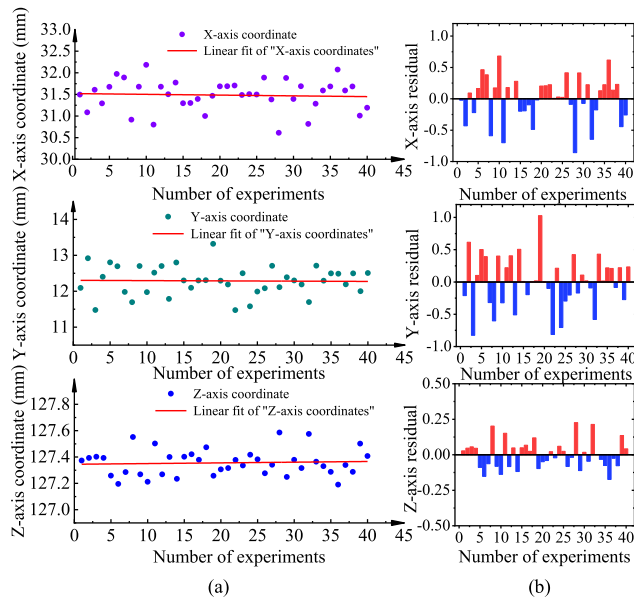 X-axis coordinate (mm)
33.0
32.5
32.0
31.5
31.0
30.5
30.0
X-axis coordinate
Linear fit of "X-axis coordinates"
0 5 10 15 20 25 30 35 40 45
Number of experiments
X-axis residual
1.0
0.5
0.0
-0.5
-1.0
0 5 10 15 20 25 30 35 40
Number of experiments
Y-axis coordinate (mm)
14
13
12
Y-axis coordinate
Linear fit of "Y-axis coordinates"
0 5 10 15 20 25 30 35 40 45
Number of experiments
Y-axis residual
1.0
0.5
0.0
-0.5
-1.0
0 5 10 15 20 25 30 35 40
Number of experiments
Z-axis coordinate (mm)
127.8
127.6
127.4
127.2
127.0
Z-axis coordinate
Linear fit of "Z-axis coordinates"
0 5 10 15 20 25 30 35 40 45
Number of experiments
Z-axis residual
0.50
0.25
0.00
-0.25
-0.50
0 5 10 15 20 25 30 35 40
Number of experiments
(a)
(b)